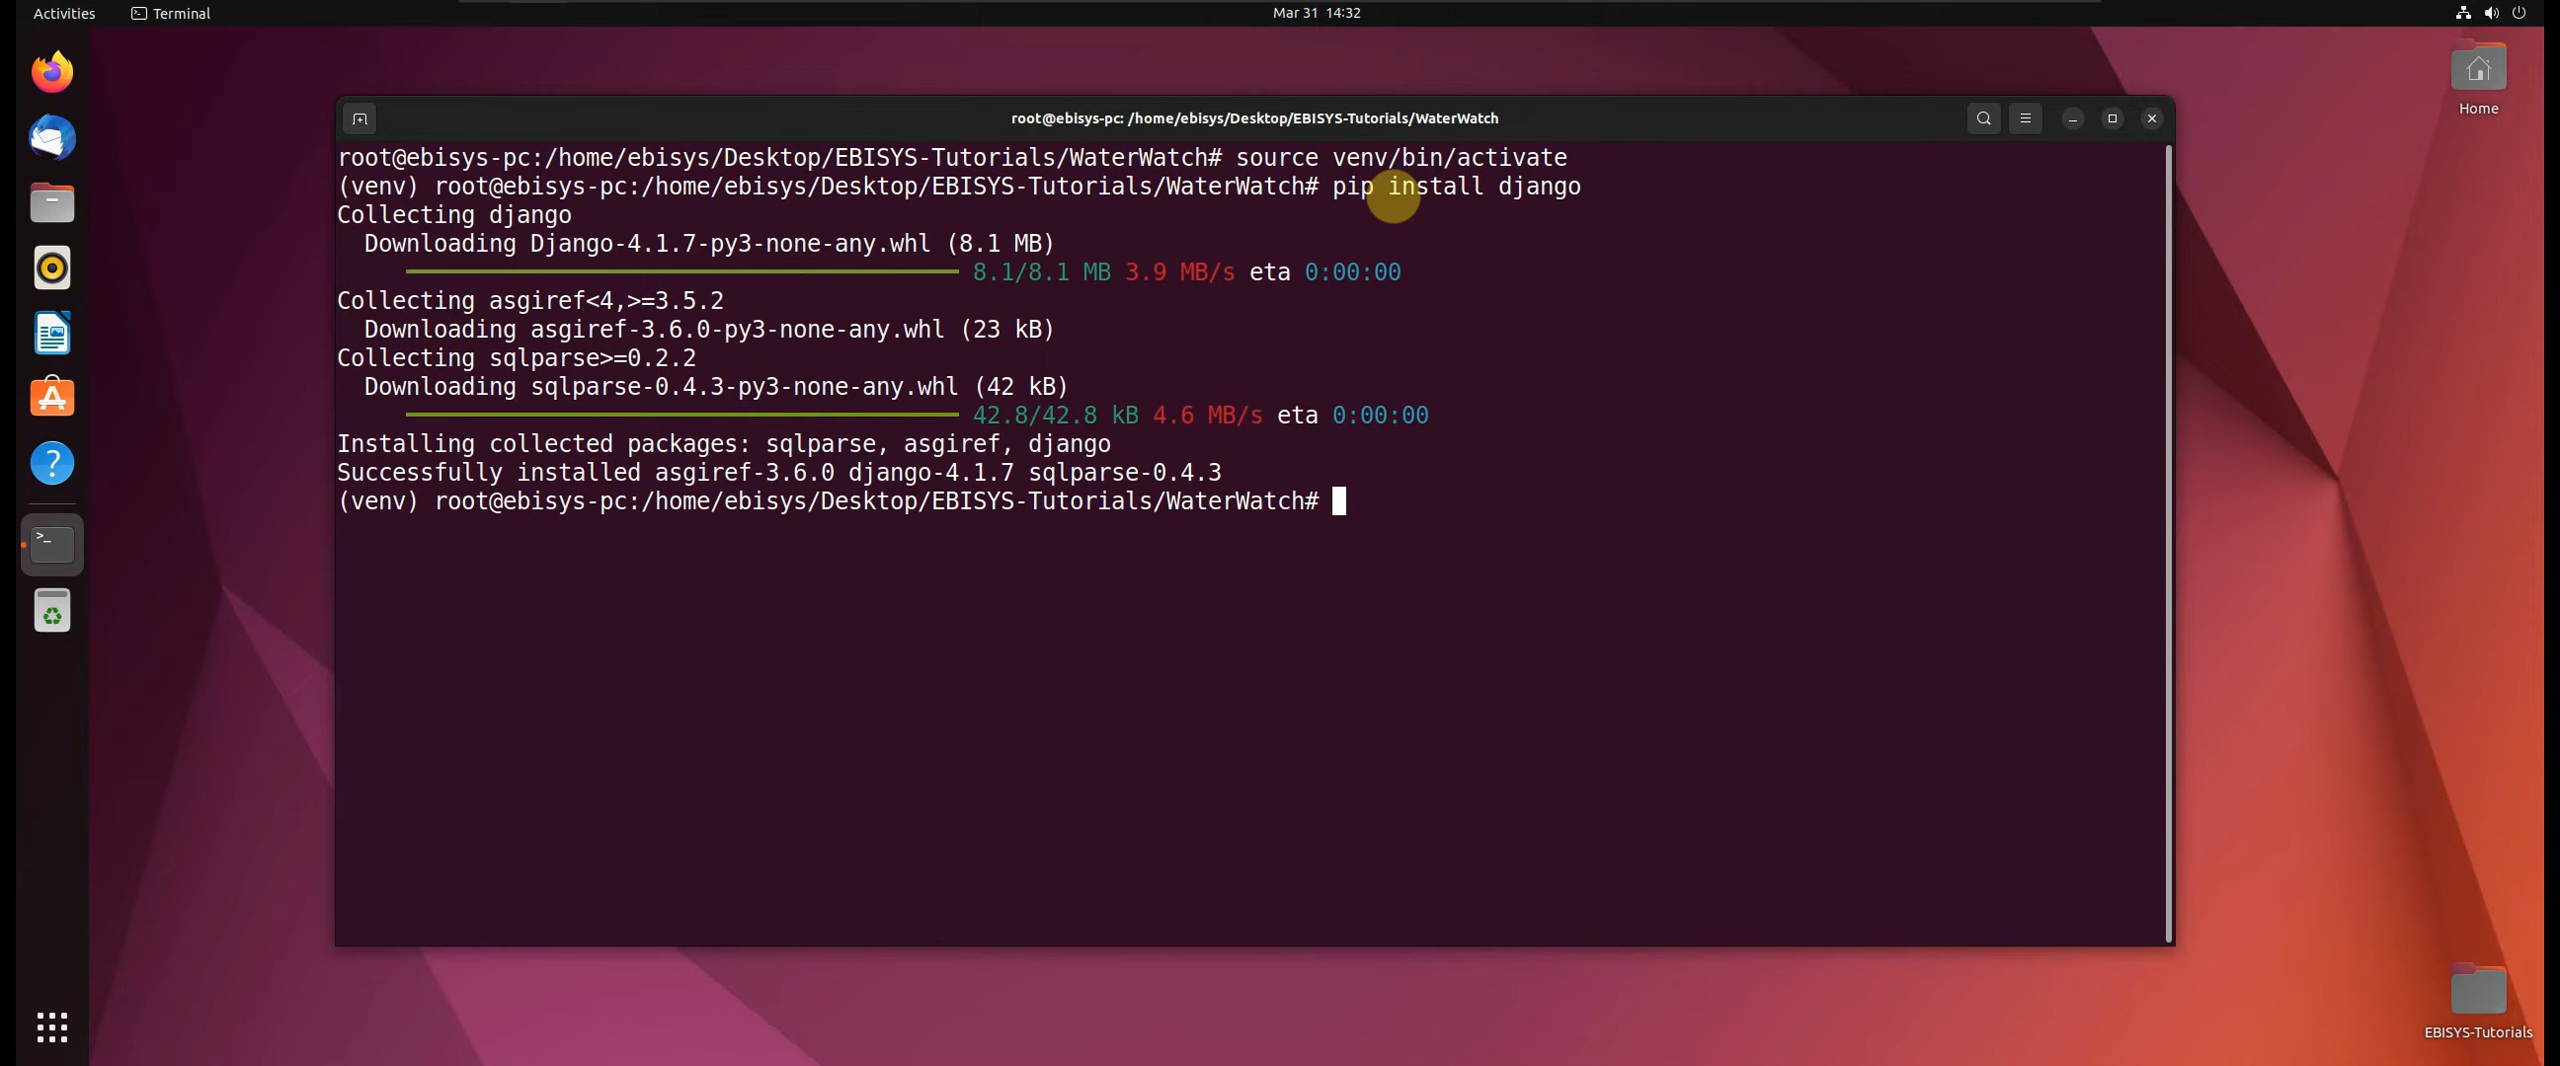 Activities Terminal Mar 31 14:32
Home
root@ebisys-pc: /home/ebisys/Desktop/EBISYS-Tutorials/WaterWatch
root@ebisys-pc:/home/ebisys/Desktop/EBISYS-Tutorials/WaterWatch# source venv/bin/activate
(venv) root@ebisys-pc:/home/ebisys/Desktop/EBISYS-Tutorials/WaterWatch# pip install django
Collecting django
  Downloading Django-4.1.7-py3-none-any.whl (8.1 MB)
     8.1/8.1 MB 3.9 MB/s eta 0:00:00
Collecting asgiref<4,>=3.5.2
  Downloading asgiref-3.6.0-py3-none-any.whl (23 kB)
Collecting sqlparse>=0.2.2
  Downloading sqlparse-0.4.3-py3-none-any.whl (42 kB)
     42.8/42.8 kB 4.6 MB/s eta 0:00:00
Installing collected packages: sqlparse, asgiref, django
Successfully installed asgiref-3.6.0 django-4.1.7 sqlparse-0.4.3
(venv) root@ebisys-pc:/home/ebisys/Desktop/EBISYS-Tutorials/WaterWatch#
EBISYS-Tutorials